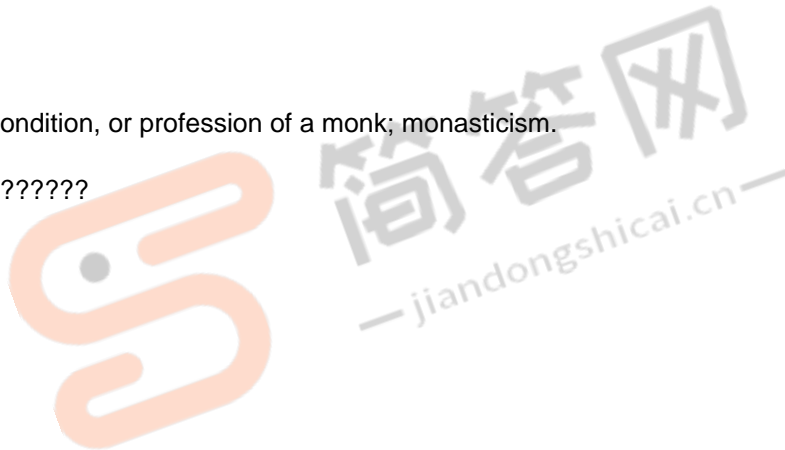 ondition, or profession of a monk; monasticism.
??????
简答网
jiandongshicai.cn